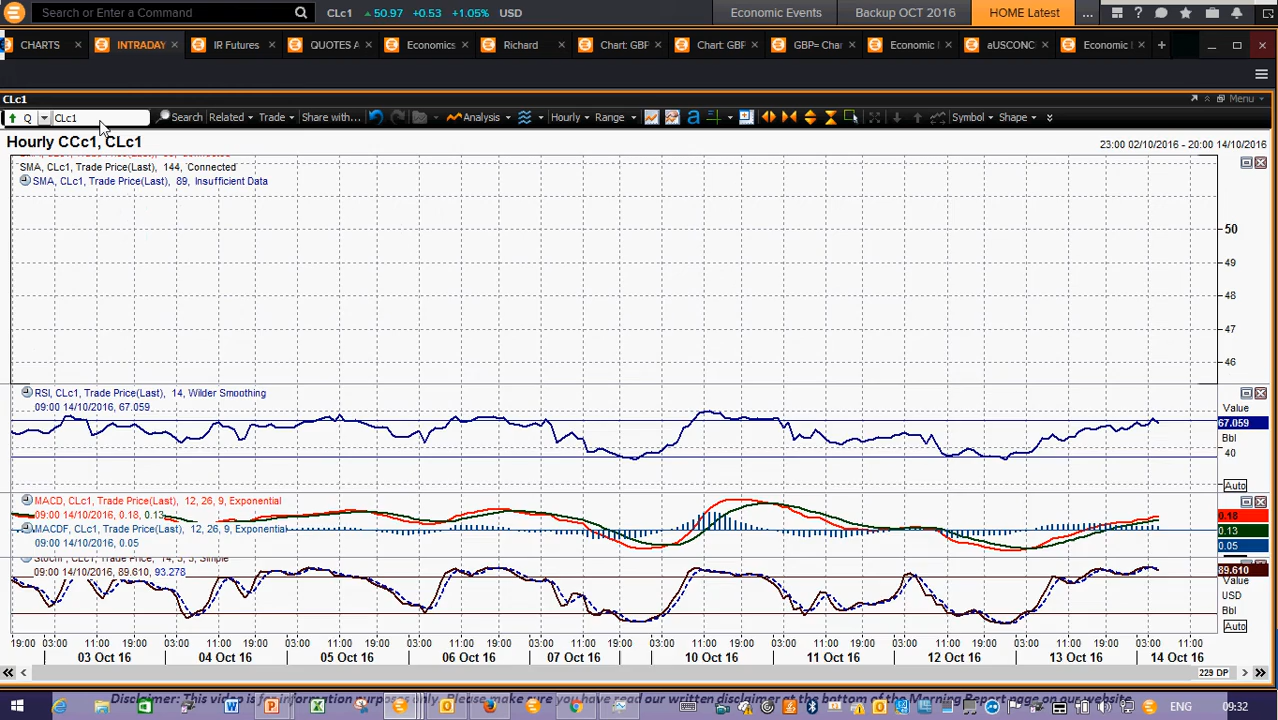 Search or Enter a Command
CLc1 50.97 +0.53 +1.05% USD
Economic Events Backup OCT 2016 HOME Latest ...
CHARTS INTRADAY IR Futures QUOTES A Economics Richard Chart: GBP Chart: GBP GBP= Cha Economic I aUSCONC Economic I
CLc1 Menu
Q CLc1 Search Related Trade Share with... Analysis Hourly Range a Symbol Shape
Hourly CCc1, CLc1
23:00 02/10/2016 - 20:00 14/10/2016
SMA, CLc1, Trade Price(Last), 144, Connected
SMA, CLc1, Trade Price(Last), 89, Insufficient Data
50
49
48
47
46
RSI, CLc1, Trade Price(Last), 14, Wilder Smoothing
09:00 14/10/2016, 67.059
Value
67.059
Bbl
40
Auto
MACD, CLc1, Trade Price(Last), 12, 26, 9, Exponential
09:00 14/10/2016, 0.18, 0.13
MACDF, CLc1, Trade Price(Last), 12, 26, 9, Exponential
09:00 14/10/2016, 0.05
0.18
0.13
0.05
StochF, CLc1, Trade Price, 14, 3, 3, Simple
09:00 14/10/2016, 89.610, 93.278
89.610
Value
USD
Bbl
Auto
19:00 03:00 11:00 19:00 03:00 11:00 19:00 03:00 11:00 19:00 03:00 11:00 19:00 03:00 11:00 19:00 03:00 11:00 19:00 03:00 11:00 19:00 03:00 11:00 19:00 03:00 11:00 19:00 03:00 11:00
03 Oct 16 04 Oct 16 05 Oct 16 06 Oct 16 07 Oct 16 10 Oct 16 11 Oct 16 12 Oct 16 13 Oct 16 14 Oct 16
229 DP
Disclaimer: This video is for information purposes only. Please make sure you have read our written disclaimer at the bottom of the Morning Report page on our website.
ENG 09:32